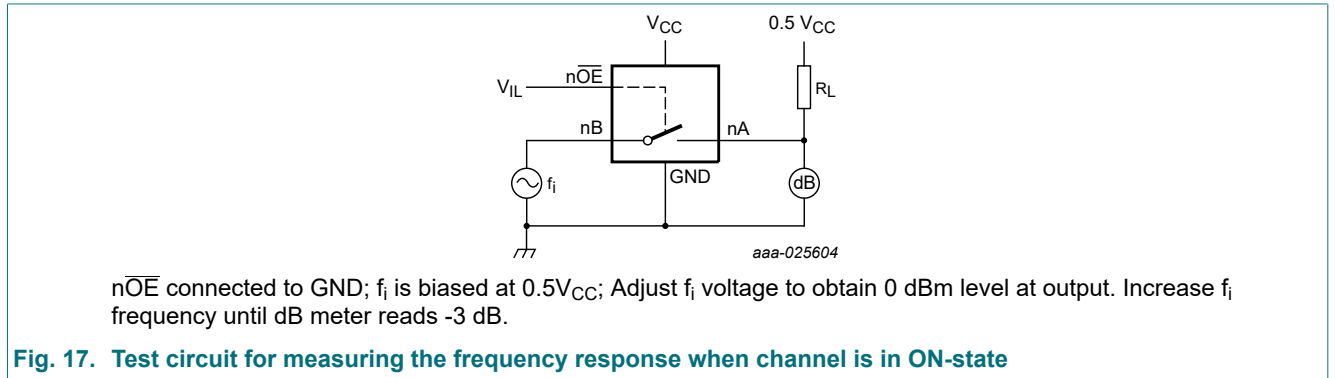 V_CC
0.5 V_CC
nO̅E̅
V_IL
R_L
nB
nA
GND
f_i
dB
aaa-025604
nO̅E̅ connected to GND; f_i is biased at 0.5V_CC; Adjust f_i voltage to obtain 0 dBm level at output. Increase f_i
frequency until dB meter reads -3 dB.
Fig. 17. Test circuit for measuring the frequency response when channel is in ON-state